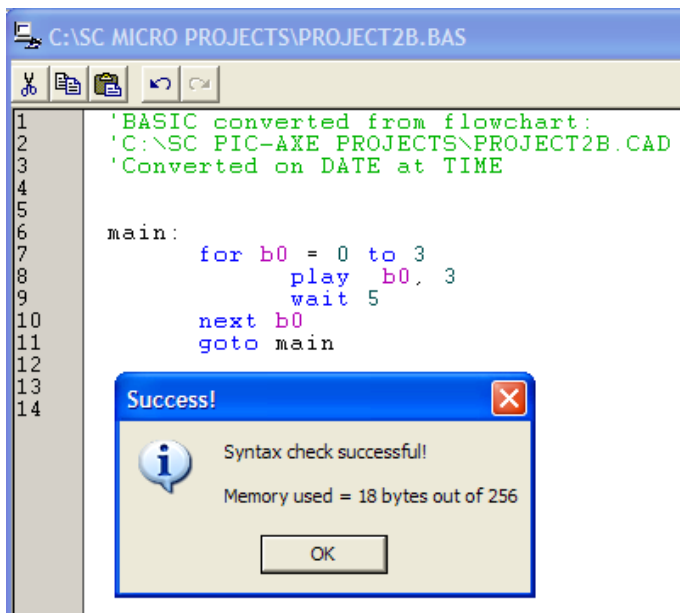 C:\SC MICRO PROJECTS\PROJECT2B.BAS
1 'BASIC converted from flowchart:
2 'C:\SC PIC-AXE PROJECTS\PROJECT2B.CAD
3 'Converted on DATE at TIME
4
5
6 main:
7 for b0 = 0 to 3
8 play b0, 3
9 wait 5
10 next b0
11 goto main
12
13
14
Success!
Syntax check successful!
Memory used = 18 bytes out of 256
OK